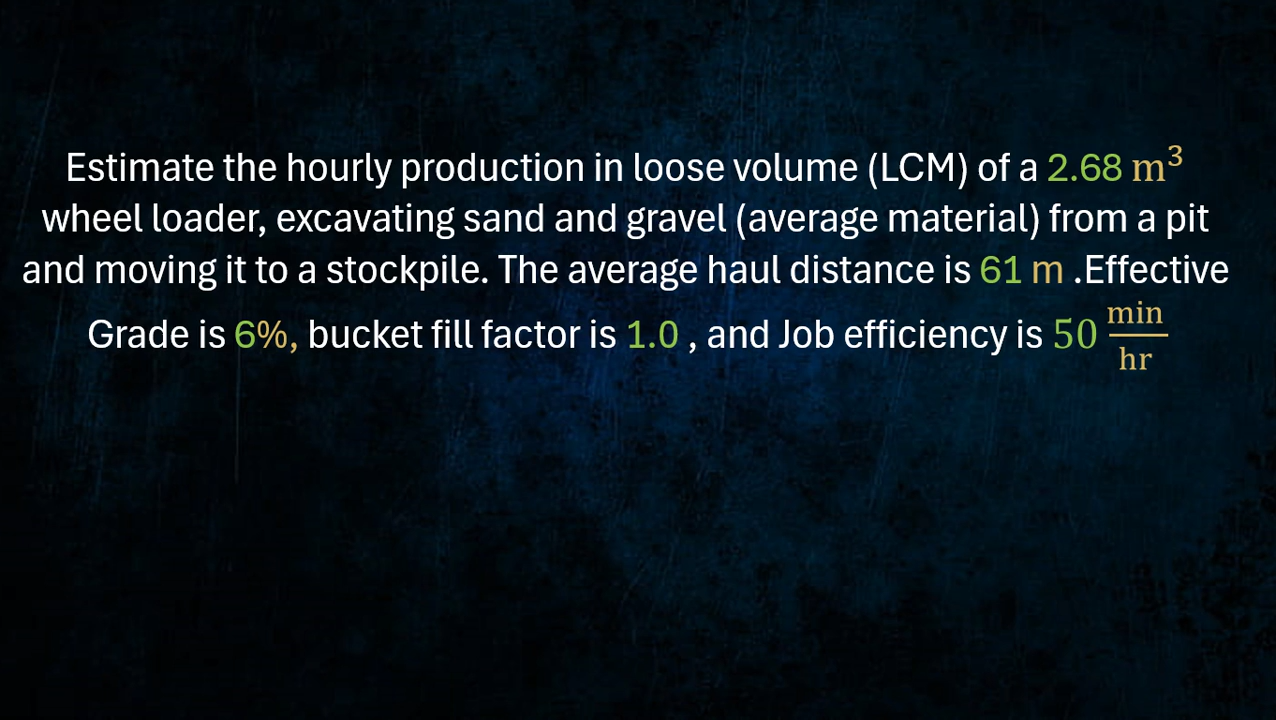 Estimate the hourly production in loose volume (LCM) of a 2.68 m³
wheel loader, excavating sand and gravel (average material) from a pit
and moving it to a stockpile. The average haul distance is 61 m .Effective
Grade is 6%, bucket fill factor is 1.0 , and Job efficiency is 50 min/hr